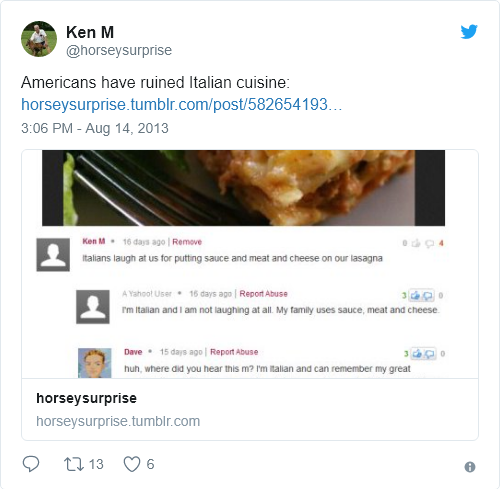 Ken M
@horseysurprise
Americans have ruined Italian cuisine:
horseysurprise.tumblr.com/post/582654193…
3:06 PM - Aug 14, 2013
Ken M • 16 days ago | Remove
0 4
Italians laugh at us for putting sauce and meat and cheese on our lasagna
A Yahoo! User • 16 days ago | Report Abuse
3 0
I'm Italian and I am not laughing at all. My family uses sauce, meat and cheese.
Dave • 15 days ago | Report Abuse
3 0
huh, where did you hear this m? I'm Italian and can remember my great
horseysurprise
horseysurprise.tumblr.com
13 6